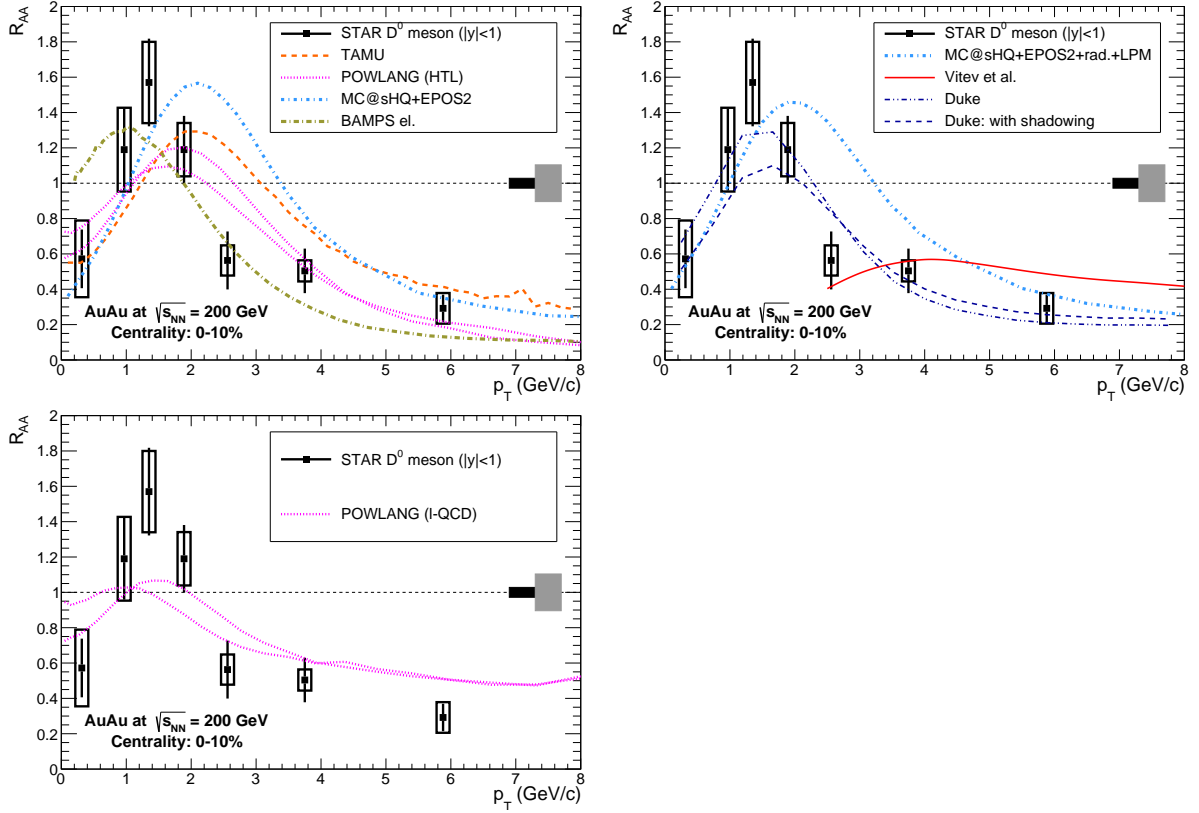 R_AA
2
1.8
1.6
1.4
1.2
1
0.8
0.6
0.4
0.2
0
STAR D⁰ meson (|y|<1)
TAMU
POWLANG (HTL)
MC@sHQ+EPOS2
BAMPS el.
AuAu at √s_NN = 200 GeV
Centrality: 0-10%
0 1 2 3 4 5 6 7 8
p_T (GeV/c)
R_AA
2
1.8
1.6
1.4
1.2
1
0.8
0.6
0.4
0.2
0
STAR D⁰ meson (|y|<1)
MC@sHQ+EPOS2+rad.+LPM
Vitev et al.
Duke
Duke: with shadowing
AuAu at √s_NN = 200 GeV
Centrality: 0-10%
0 1 2 3 4 5 6 7 8
p_T (GeV/c)
R_AA
2
1.8
1.6
1.4
1.2
1
0.8
0.6
0.4
0.2
0
STAR D⁰ meson (|y|<1)
POWLANG (l-QCD)
AuAu at √s_NN = 200 GeV
Centrality: 0-10%
0 1 2 3 4 5 6 7 8
p_T (GeV/c)